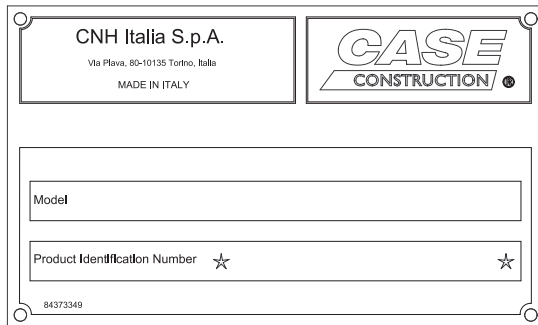 CNH Italia S.p.A.
Via Plava, 80-10135 Torino, Italia
MADE IN ITALY
CASE
CONSTRUCTION ®
Model
Product Identification Number ☆ ☆
84373349